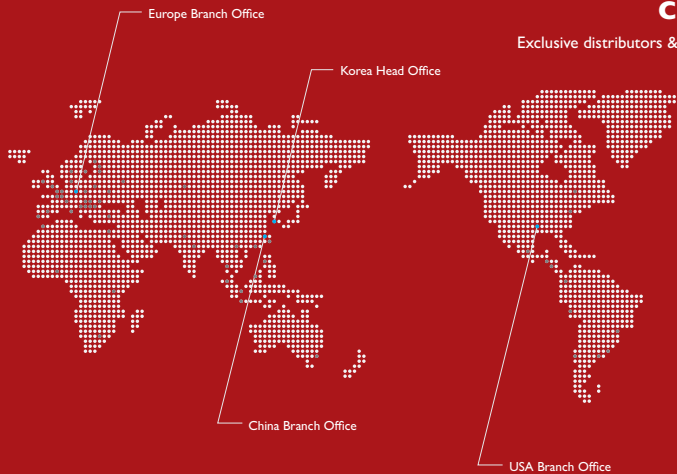 Europe Branch Office
C
Exclusive distributors &
Korea Head Office
China Branch Office
USA Branch Office